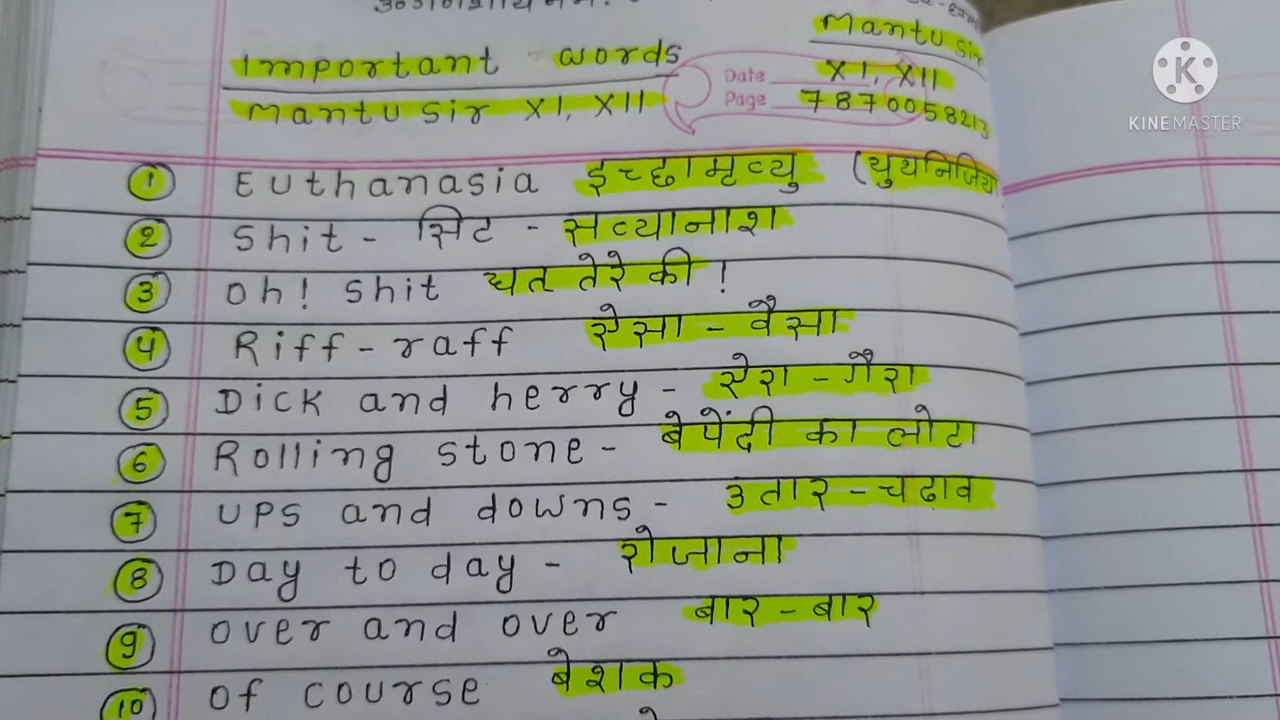 Mantu Sir
Important words
Date XI, XII
Mantu Sir XI, XII
Page 7870058213
KINEMASTER
① Euthanasia इच्छामृत्यु (युथनिजिया
② Shit - सिट - सत्यानाश
③ Oh! Shit धत तेरे की !
④ Riff-raff ऐसा - वैसा
⑤ Dick and herry - ऐरा - गैरा
⑥ Rolling stone - बेपेंदी का लोटा
⑦ Ups and downs - उतार - चढ़ाव
⑧ Day to day - रोजाना
⑨ Over and over बार - बार
⑩ Of course बेशक